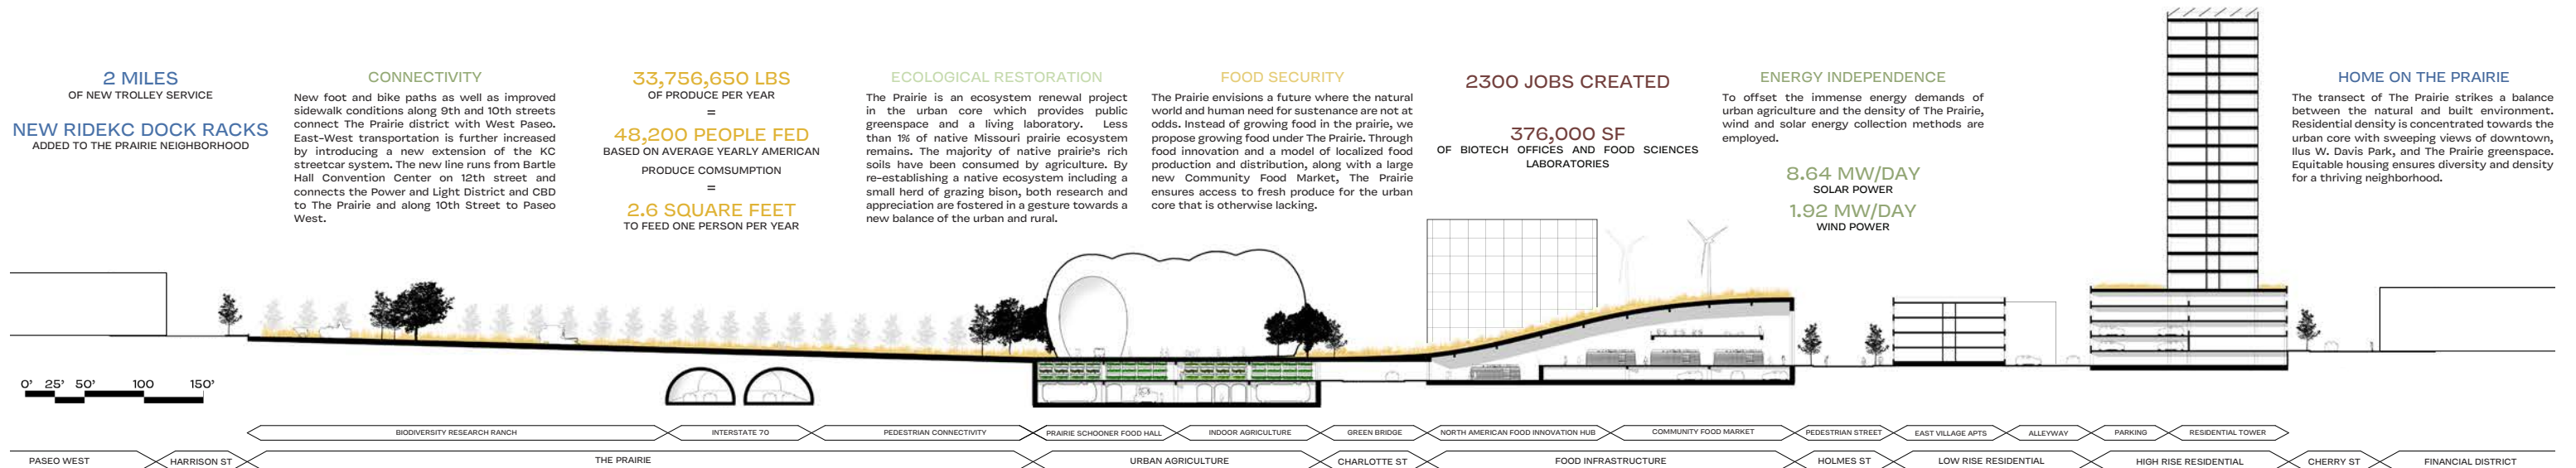 2 MILES
OF NEW TROLLEY SERVICE
NEW RIDEKC DOCK RACKS
ADDED TO THE PRAIRIE NEIGHBORHOOD
CONNECTIVITY
New foot and bike paths as well as improved
sidewalk conditions along 9th and 10th streets
connect The Prairie district with West Paseo.
East-West transportation is further increased
by introducing a new extension of the KC
streetcar system. The new line runs from Bartle
Hall Convention Center on 12th street and
connects the Power and Light District and CBD
to The Prairie and along 10th Street to Paseo
West.
33,756,650 LBS
OF PRODUCE PER YEAR
=
48,200 PEOPLE FED
BASED ON AVERAGE YEARLY AMERICAN
PRODUCE COMSUMPTION
=
2.6 SQUARE FEET
TO FEED ONE PERSON PER YEAR
ECOLOGICAL RESTORATION
The Prairie is an ecosystem renewal project
in the urban core which provides public
greenspace and a living laboratory. Less
than 1% of native Missouri prairie ecosystem
remains. The majority of native prairie's rich
soils have been consumed by agriculture. By
re-establishing a native ecosystem including a
small herd of grazing bison, both research and
appreciation are fostered in a gesture towards a
new balance of the urban and rural.
FOOD SECURITY
The Prairie envisions a future where the natural
world and human need for sustenance are not at
odds. Instead of growing food in the prairie, we
propose growing food under The Prairie. Through
food innovation and a model of localized food
production and distribution, along with a large
new Community Food Market, The Prairie
ensures access to fresh produce for the urban
core that is otherwise lacking.
2300 JOBS CREATED
376,000 SF
OF BIOTECH OFFICES AND FOOD SCIENCES
LABORATORIES
ENERGY INDEPENDENCE
To offset the immense energy demands of
urban agriculture and the density of The Prairie,
wind and solar energy collection methods are
employed.
8.64 MW/DAY
SOLAR POWER
1.92 MW/DAY
WIND POWER
HOME ON THE PRAIRIE
The transect of The Prairie strikes a balance
between the natural and built environment.
Residential density is concentrated towards the
urban core with sweeping views of downtown,
Ilus W. Davis Park, and The Prairie greenspace.
Equitable housing ensures diversity and density
for a thriving neighborhood.
0' 25' 50' 100 150'
BIODIVERSITY RESEARCH RANCH INTERSTATE 70 PEDESTRIAN CONNECTIVITY PRAIRIE SCHOONER FOOD HALL INDOOR AGRICULTURE GREEN BRIDGE NORTH AMERICAN FOOD INNOVATION HUB COMMUNITY FOOD MARKET PEDESTRIAN STREET EAST VILLAGE APTS ALLEYWAY PARKING RESIDENTIAL TOWER
PASEO WEST HARRISON ST THE PRAIRIE URBAN AGRICULTURE CHARLOTTE ST FOOD INFRASTRUCTURE HOLMES ST LOW RISE RESIDENTIAL HIGH RISE RESIDENTIAL CHERRY ST FINANCIAL DISTRICT